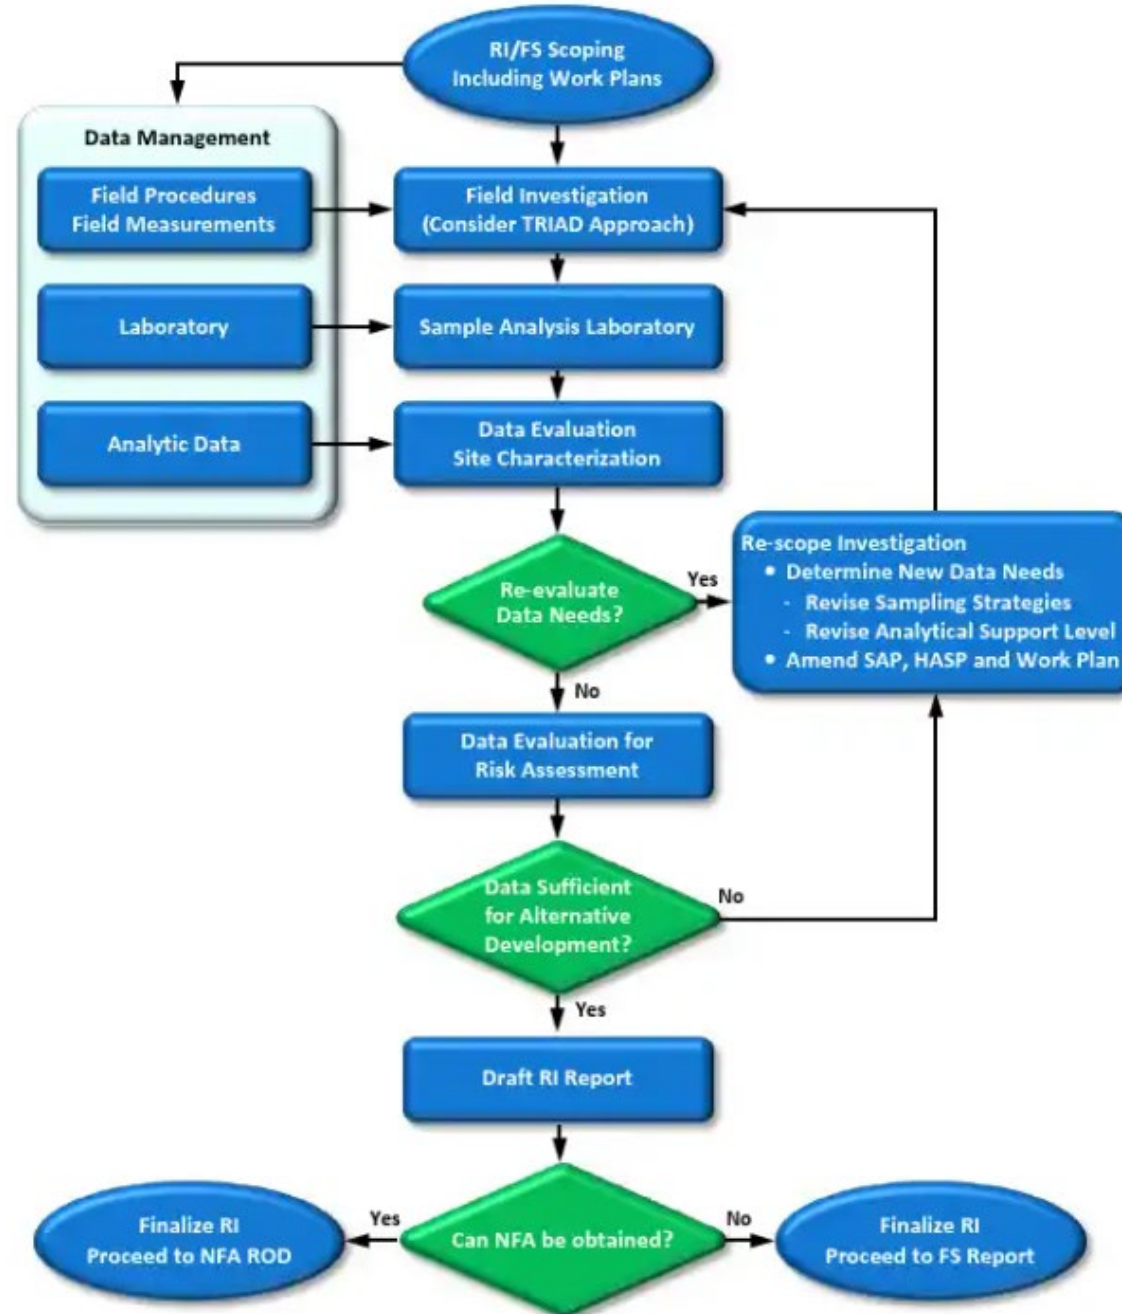 RI/FS Scoping
Including Work Plans
Data Management
Field Procedures
Field Measurements
Field Investigation
(Consider TRIAD Approach)
Laboratory
Sample Analysis Laboratory
Analytic Data
Data Evaluation
Site Characterization
Re-evaluate
Data Needs?
Yes
Re-scope Investigation
• Determine New Data Needs
- Revise Sampling Strategies
- Revise Analytical Support Level
• Amend SAP, HASP and Work Plan
No
Data Evaluation for
Risk Assessment
Data Sufficient
for Alternative
Development?
No
Yes
Draft RI Report
Can NFA be obtained?
Yes
No
Finalize RI
Proceed to NFA ROD
Finalize RI
Proceed to FS Report